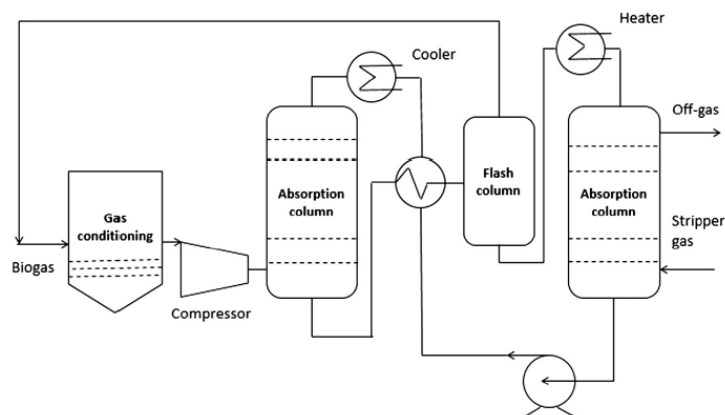 Heater
Cooler
Off-gas
Flash
column
Absorption
column
Absorption
column
Gas
conditioning
Stripper
gas
Biogas
Compressor